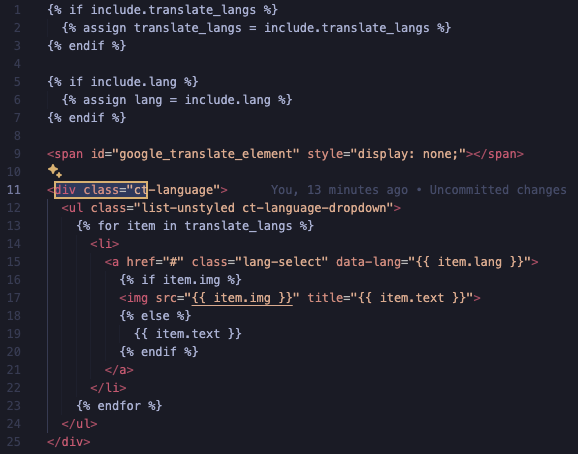 1 {% if include.translate_langs %}
2 {% assign translate_langs = include.translate_langs %}
3 {% endif %}
4
5 {% if include.lang %}
6 {% assign lang = include.lang %}
7 {% endif %}
8
9 <span id="google_translate_element" style="display: none;"></span>
10
11 <div class="ct-language"> You, 13 minutes ago • Uncommitted changes
12 <ul class="list-unstyled ct-language-dropdown">
13 {% for item in translate_langs %}
14 <li>
15 <a href="#" class="lang-select" data-lang="{{ item.lang }}">
16 {% if item.img %}
17 <img src="{{ item.img }}" title="{{ item.text }}">
18 {% else %}
19 {{ item.text }}
20 {% endif %}
21 </a>
22 </li>
23 {% endfor %}
24 </ul>
25 </div>